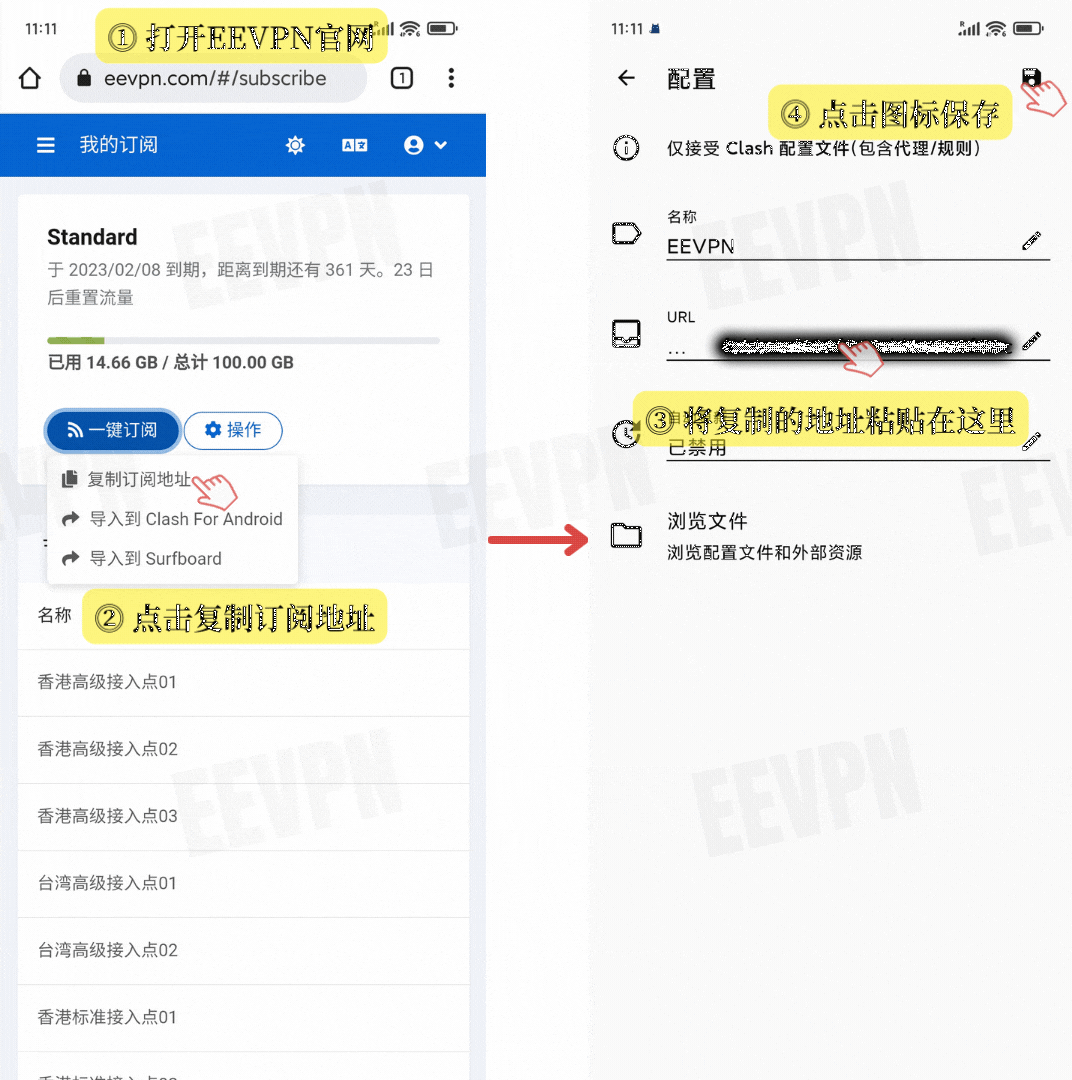 11:11
① 打开EEVPN官网
eevpn.com/#/subscribe
1
我的订阅
Standard
于 2023/02/08 到期，距离到期还有 361 天。23 日
后重置流量
已用 14.66 GB / 总计 100.00 GB
一键订阅
操作
复制订阅地址
导入到 Clash For Android
导入到 Surfboard
名称
② 点击复制订阅地址
香港高级接入点01
香港高级接入点02
香港高级接入点03
台湾高级接入点01
台湾高级接入点02
香港标准接入点01
11:11
配置
④ 点击图标保存
仅接受 Clash 配置文件(包含代理/规则)
名称
EEVPN
URL
...
③ 将复制的地址粘贴在这里
已禁用
浏览文件
浏览配置文件和外部资源
EEVPN
EEVPN
EEVPN
EEVPN
EEVPN